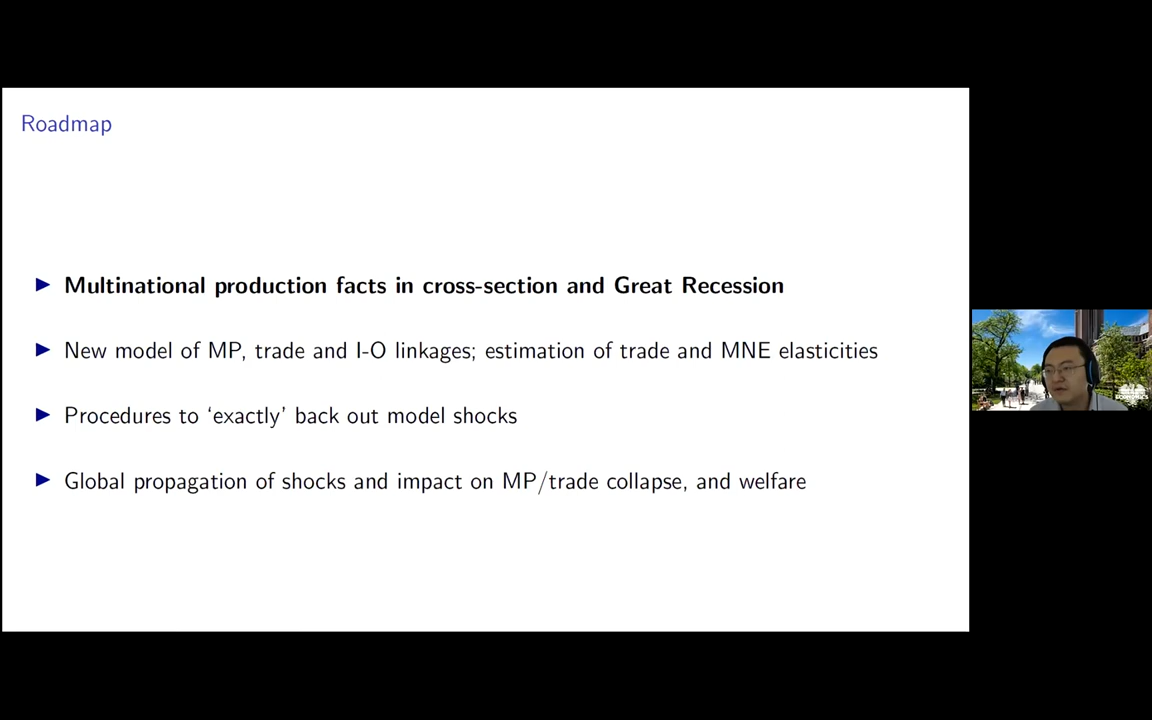 Roadmap
Multinational production facts in cross-section and Great Recession
New model of MP, trade and I-O linkages; estimation of trade and MNE elasticities
Procedures to ‘exactly’ back out model shocks
Global propagation of shocks and impact on MP/trade collapse, and welfare